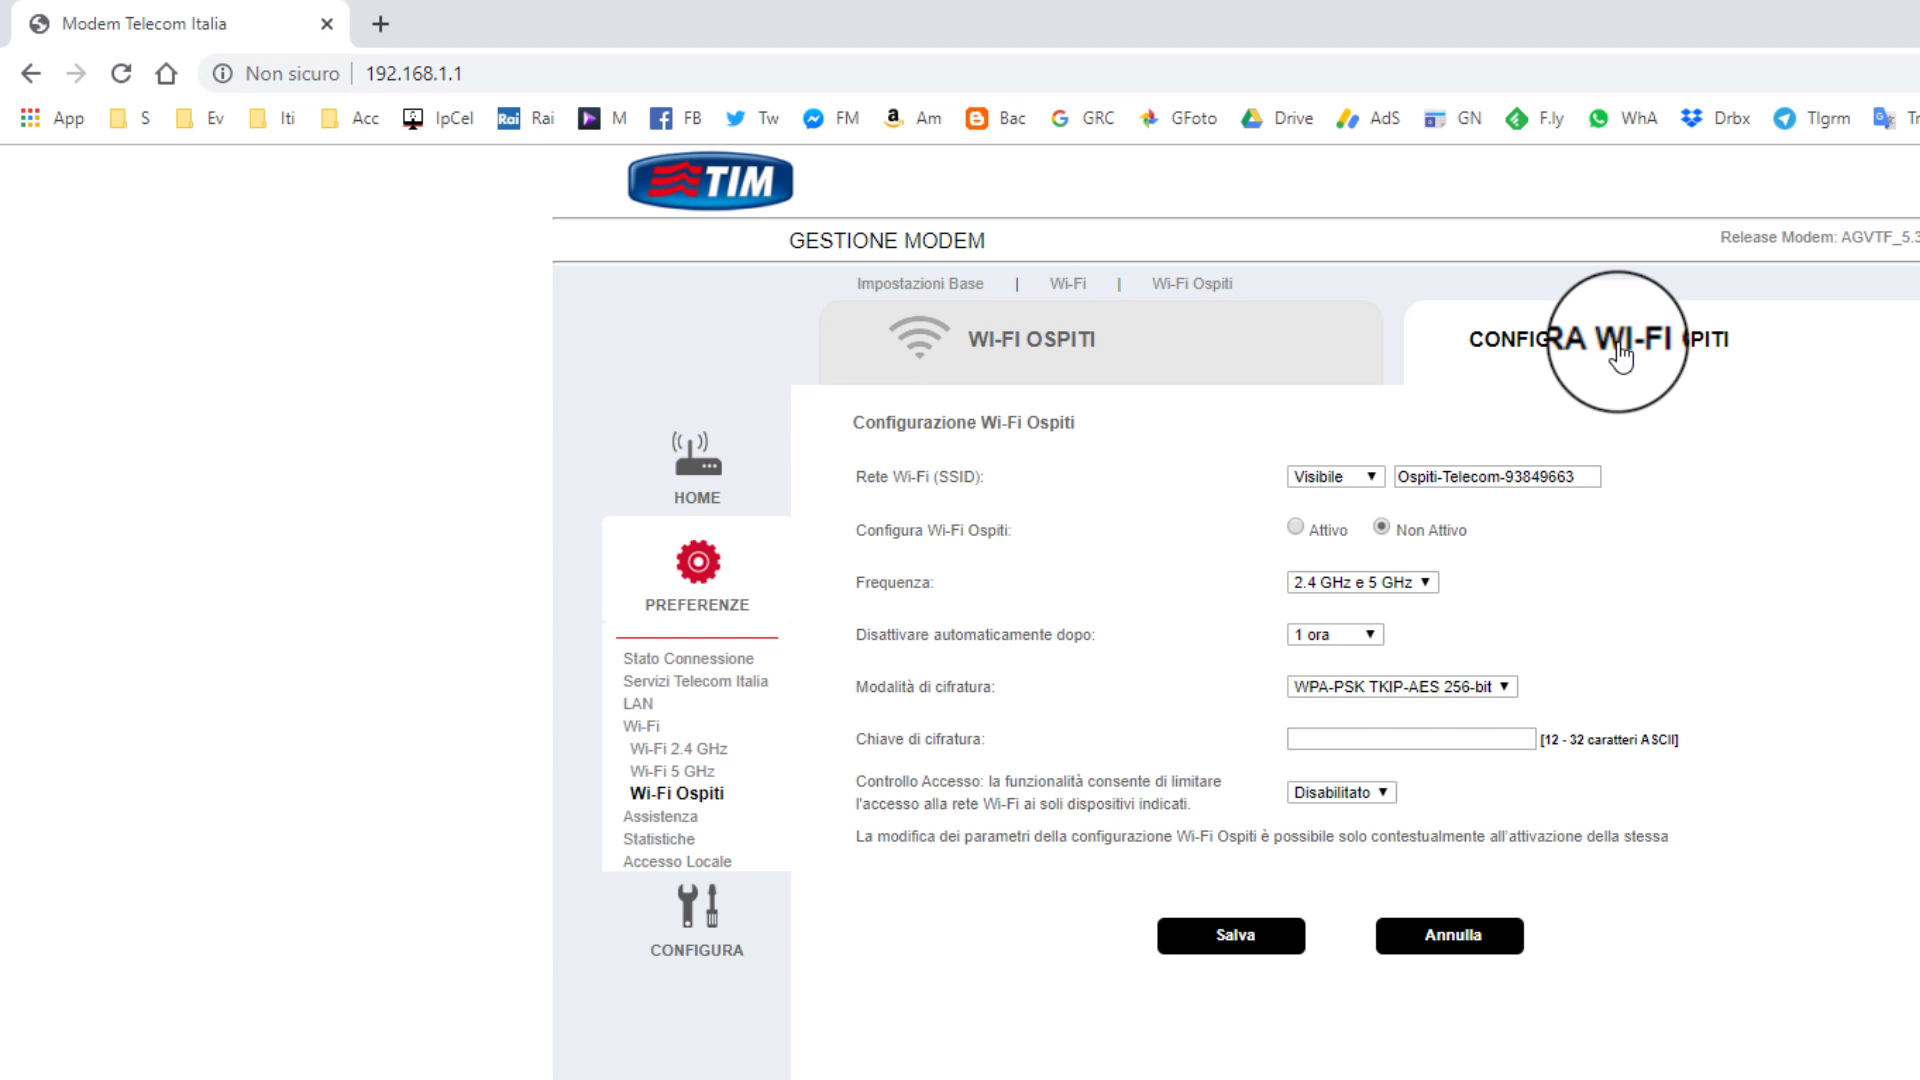 Modem Telecom Italia
Non sicuro 192.168.1.1
App S Ev Iti Acc IpCel Rai Rai M FB Tw FM Am Bac GRC GFoto Drive AdS GN F.ly WhA Drbx Tlgrm
TIM
GESTIONE MODEM
Release Modem: AGVTF_5.3
Impostazioni Base | Wi-Fi | Wi-Fi Ospiti
WI-FI OSPITI
CONFIGRA WI-FI PITI
Configurazione Wi-Fi Ospiti
HOME
Rete Wi-Fi (SSID): Visibile Ospiti-Telecom-93849663
Configura Wi-Fi Ospiti: Attivo Non Attivo
Frequenza: 2.4 GHz e 5 GHz
PREFERENZE
Disattivare automaticamente dopo: 1 ora
Stato Connessione
Servizi Telecom Italia
LAN
Wi-Fi
Wi-Fi 2.4 GHz
Wi-Fi 5 GHz
Wi-Fi Ospiti
Assistenza
Statistiche
Accesso Locale
Modalità di cifratura: WPA-PSK TKIP-AES 256-bit
Chiave di cifratura: [12 - 32 caratteri ASCII]
Controllo Accesso: la funzionalità consente di limitare
l'accesso alla rete Wi-Fi ai soli dispositivi indicati. Disabilitato
La modifica dei parametri della configurazione Wi-Fi Ospiti è possibile solo contestualmente all'attivazione della stessa
Salva Annulla
CONFIGURA